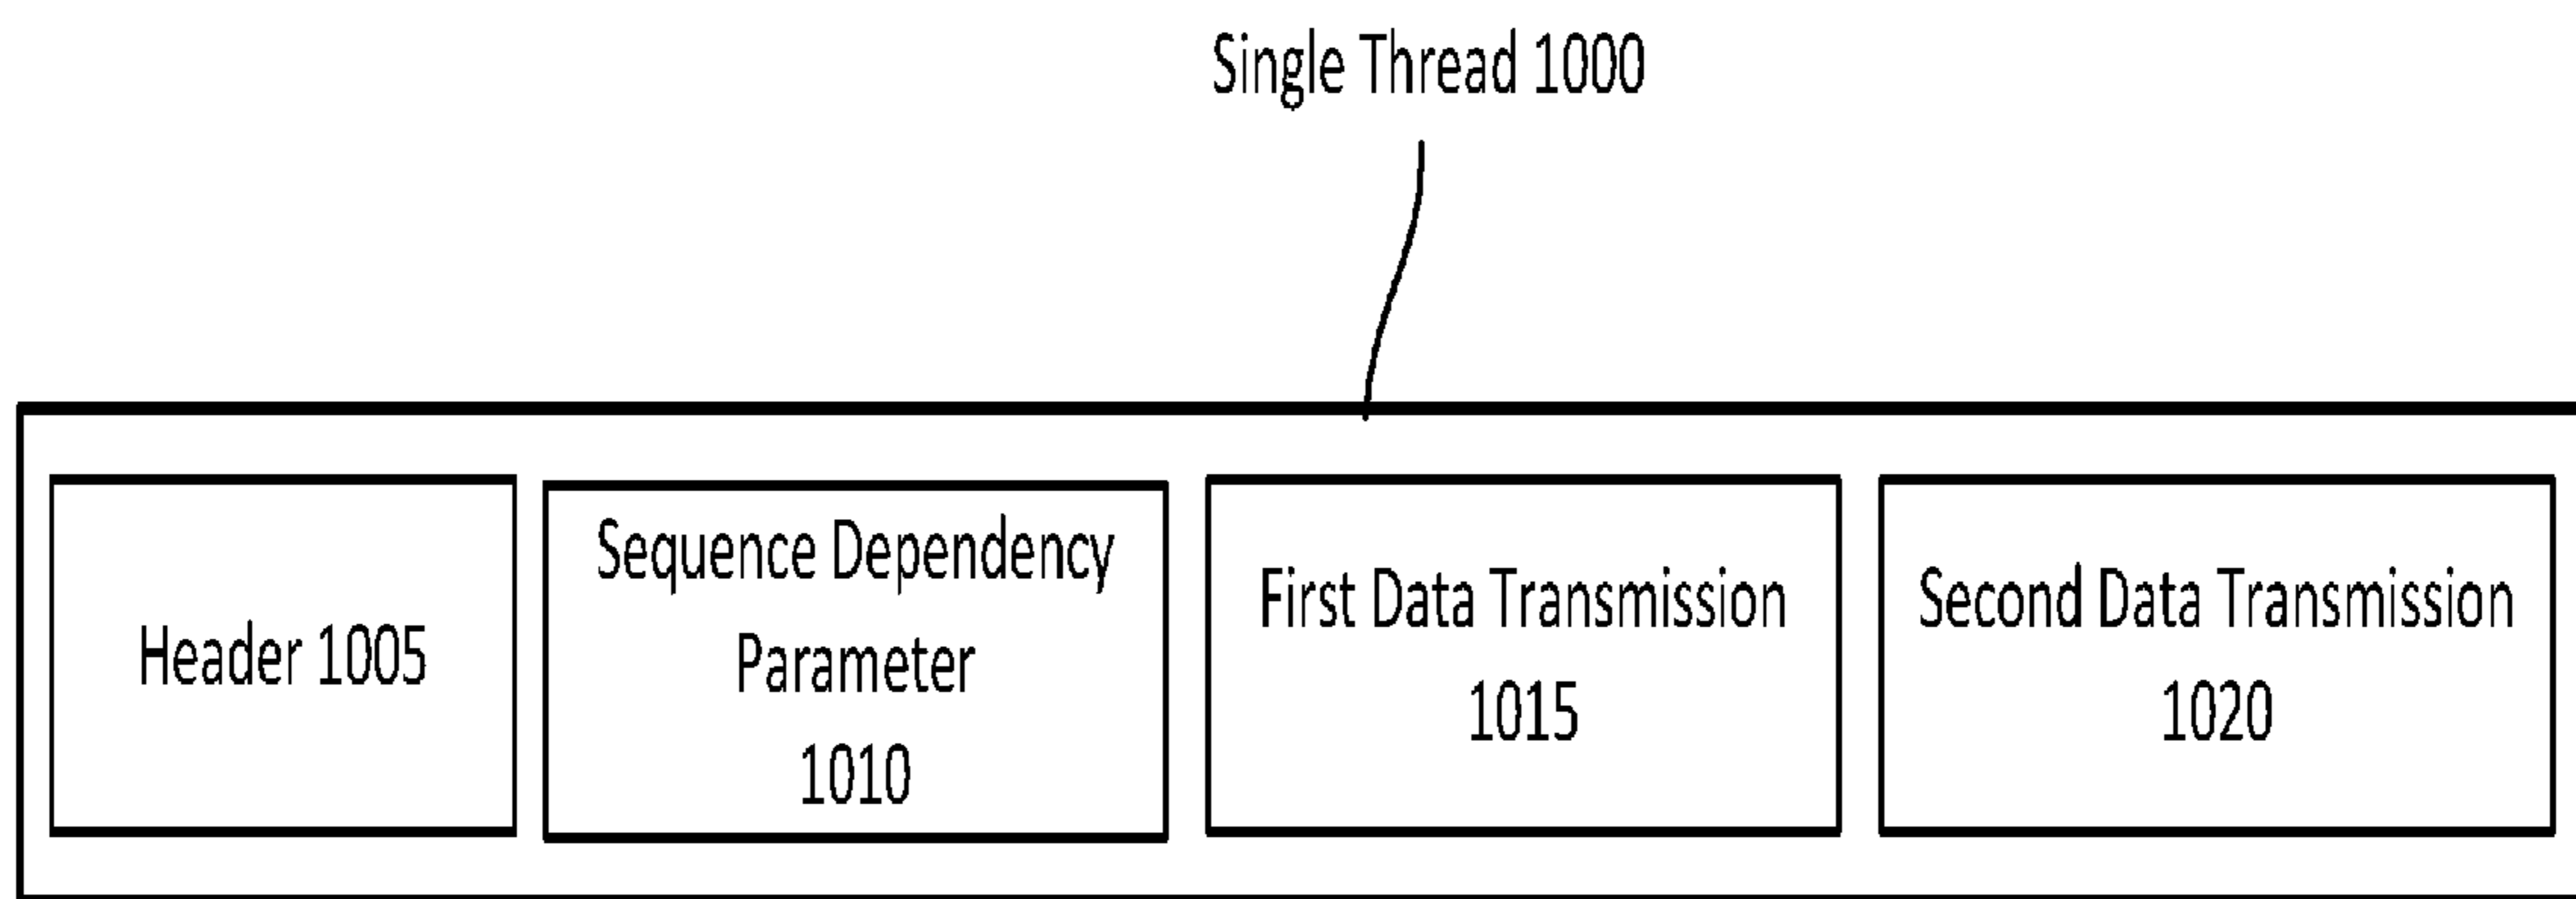 Single Thread 1000
Header 1005
Sequence Dependency
Parameter
1010
First Data Transmission
1015
Second Data Transmission
1020